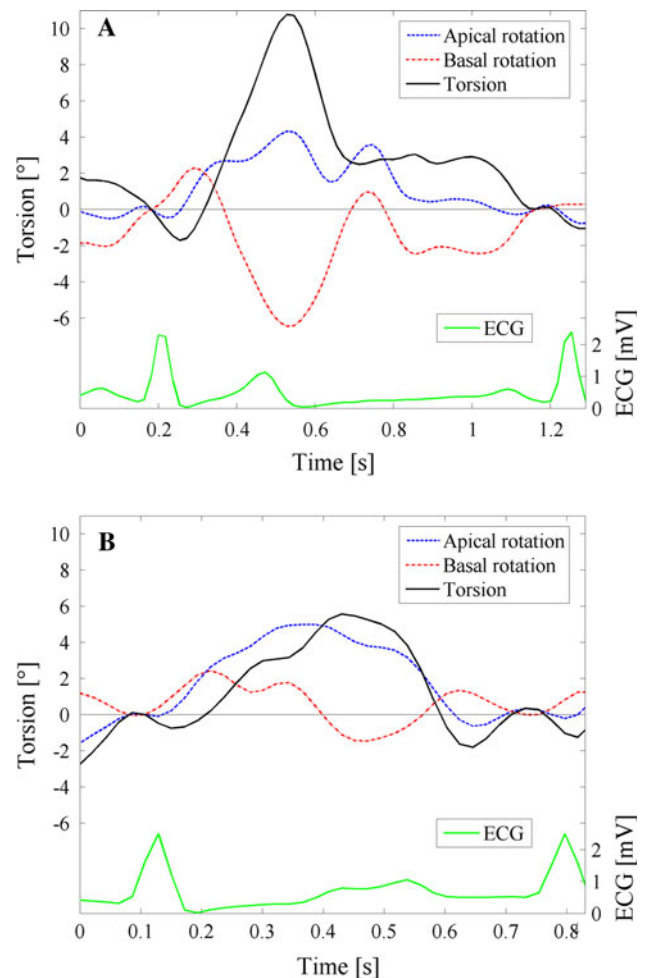 A
Apical rotation
Basal rotation
Torsion
10
8
6
4
2
0
-2
-4
-6
Torsion [°]
ECG
2
1
0
ECG [mV]
0 0.2 0.4 0.6 0.8 1 1.2
Time [s]
B
Apical rotation
Basal rotation
Torsion
10
8
6
4
2
0
-2
-4
-6
Torsion [°]
ECG
2
1
0
ECG [mV]
0 0.1 0.2 0.3 0.4 0.5 0.6 0.7 0.8
Time [s]